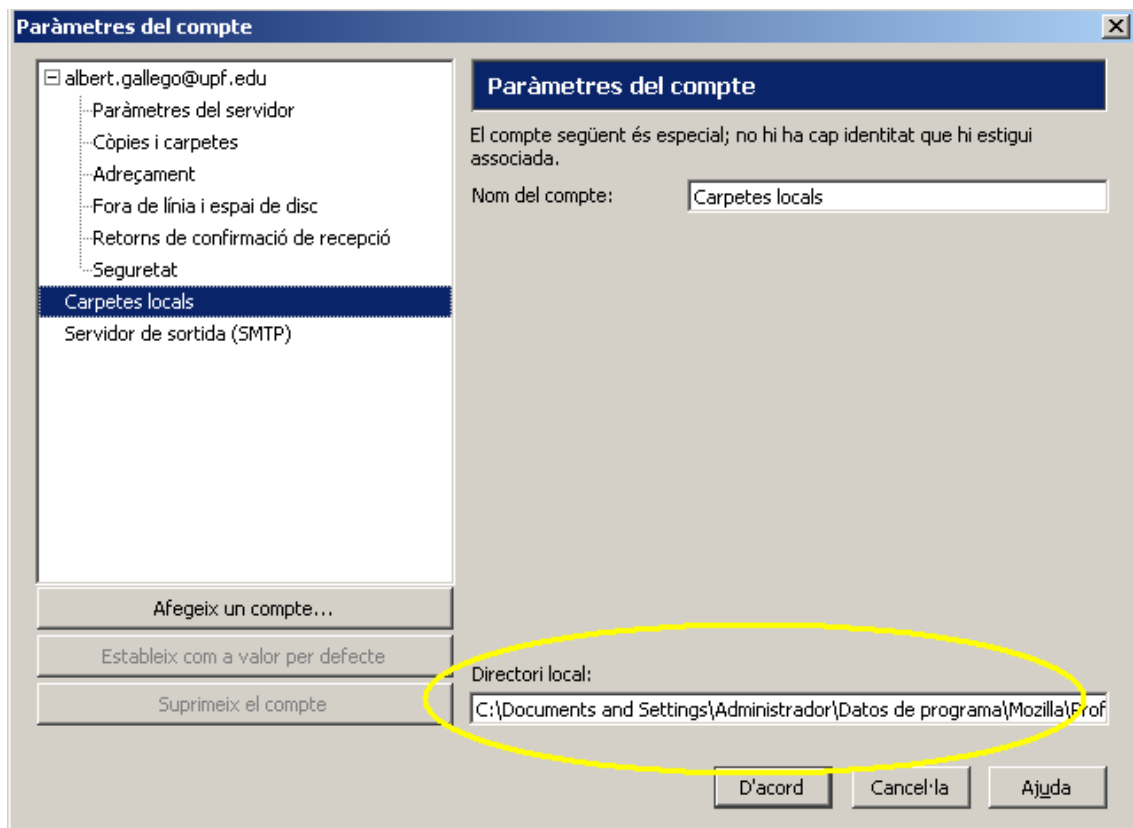 Paràmetres del compte
albert.gallego@upf.edu
Paràmetres del servidor
Còpies i carpetes
Adreçament
Fora de línia i espai de disc
Retorns de confirmació de recepció
Seguretat
Carpetes locals
Servidor de sortida (SMTP)
Afegeix un compte...
Estableix com a valor per defecte
Suprimeix el compte
Paràmetres del compte
El compte següent és especial; no hi ha cap identitat que hi estigui
associada.
Nom del compte: Carpetes locals
Directori local:
C:\Documents and Settings\Administrador\Datos de programa\Mozilla\Prof
D'acord Cancel·la Ajuda